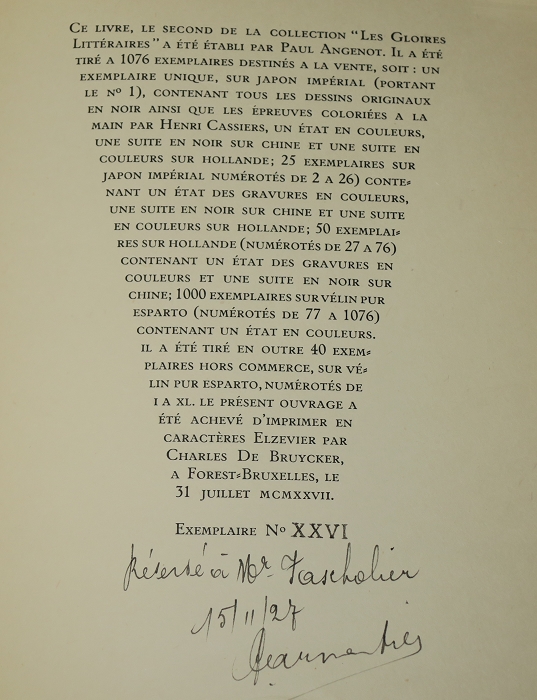 Ce livre, le second de la collection "Les Gloires
Littéraires" a été établi par Paul Angenot. Il a été
tiré a 1076 exemplaires destinés a la vente, soit : un
exemplaire unique, sur Japon impérial (portant
le No 1), contenant tous les dessins originaux
en noir ainsi que les épreuves coloriées a la
main par Henri Cassiers, un état en couleurs,
une suite en noir sur Chine et une suite en
couleurs sur Hollande; 25 exemplaires sur
Japon impérial numérotés de 2 a 26) conte=
nant un état des gravures en couleurs,
une suite en noir sur chine et une suite
en couleurs sur Hollande; 50 exemplai=
res sur Hollande (numérotés de 27 a 76)
contenant un état des gravures en
couleurs et une suite en noir sur
chine; 1000 exemplaires sur vélin pur
esparto (numérotés de 77 a 1076)
contenant un état en couleurs.
Il a été tiré en outre 40 exem=
plaires hors commerce, sur vé=
lin pur esparto, numérotés de
I a XL. Le présent ouvrage a
été achevé d'imprimer en
caractères Elzevier par
Charles De Bruycker,
a Forest=Bruxelles, le
31 juillet MCMXXVII.
Exemplaire No XXVI
Réservé à Mr.
15/11/27